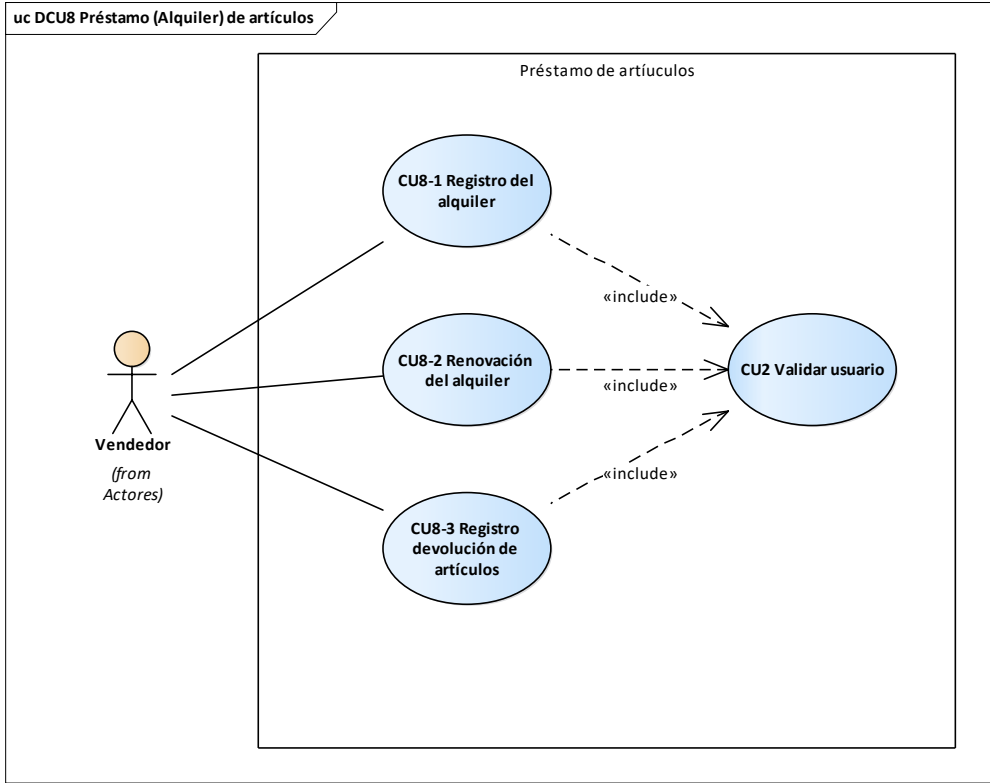 uc DCU8 Préstamo (Alquiler) de artículos
Préstamo de artíuculos
CU8-1 Registro del
alquiler
«include»
CU8-2 Renovación
del alquiler
«include»
CU2 Validar usuario
Vendedor
(from
Actores)
«include»
CU8-3 Registro
devolución de
artículos